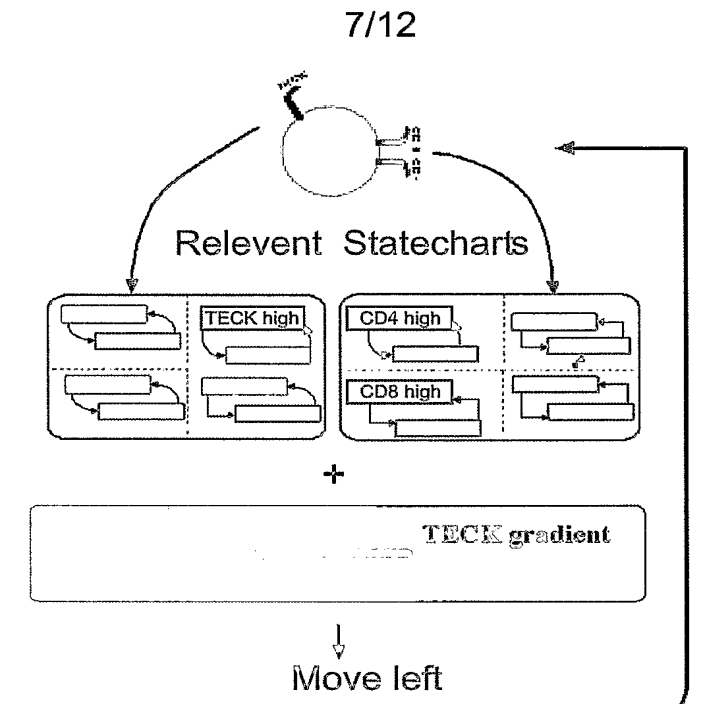 7/12
Relevent Statecharts
TECK high
CD4 high
CD8 high
+
TECK gradient
Move left